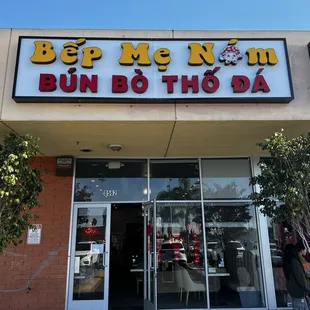 Bếp Mẹ Nấm
BÚN BÒ THỐ ĐÁ